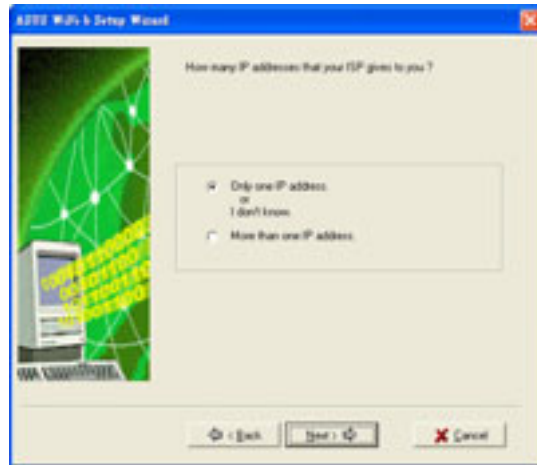 ASUS WiFi-b Setup Wizard
How many IP addresses that your ISP gives to you ?
Only one IP address.
or
I don't know.
More than one IP address.
< Back
Next >
Cancel